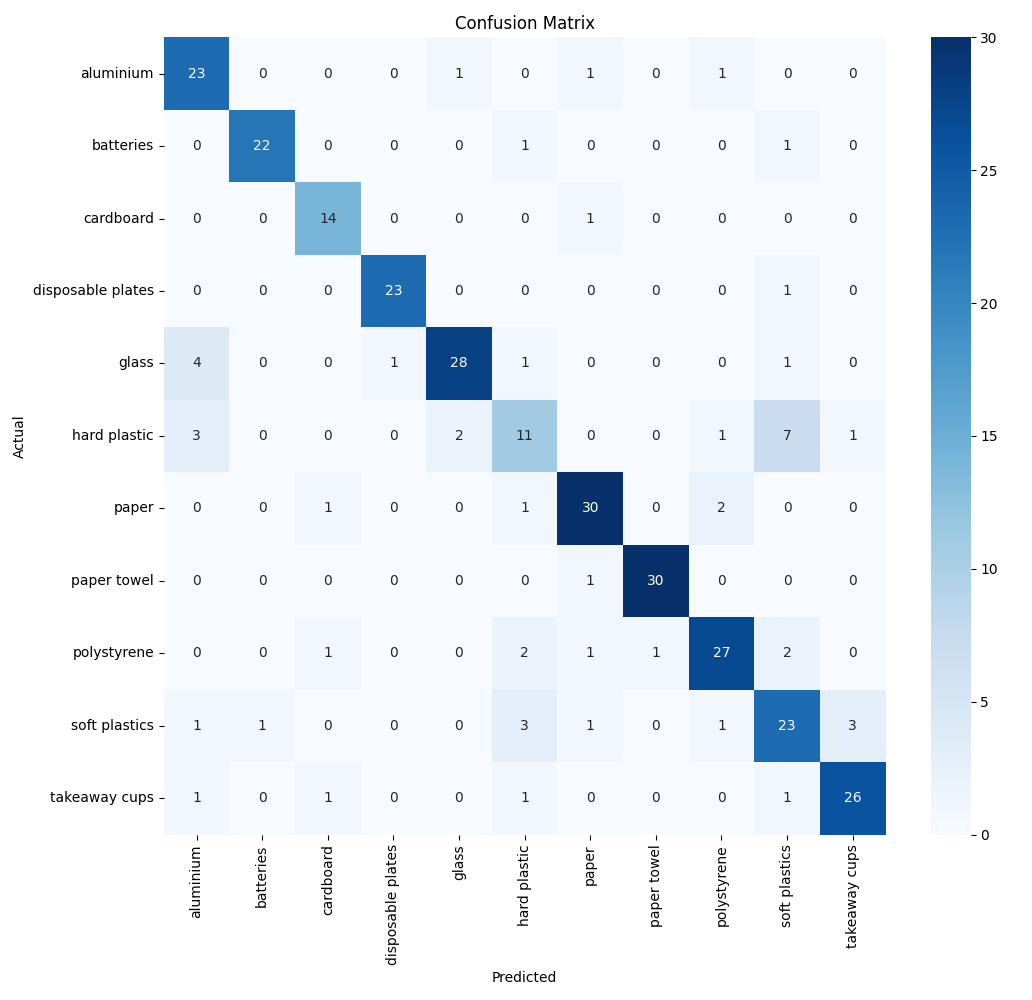 Confusion Matrix
aluminium 23 0 0 0 1 0 1 0 1 0 0
batteries 0 22 0 0 0 1 0 0 0 1 0
cardboard 0 0 14 0 0 0 1 0 0 0 0
disposable plates 0 0 0 23 0 0 0 0 0 1 0
glass 4 0 0 1 28 1 0 0 0 1 0
hard plastic 3 0 0 0 2 11 0 0 1 7 1
paper 0 0 1 0 0 1 30 0 2 0 0
paper towel 0 0 0 0 0 0 1 30 0 0 0
polystyrene 0 0 1 0 0 2 1 1 27 2 0
soft plastics 1 1 0 0 0 3 1 0 1 23 3
takeaway cups 1 0 1 0 0 1 0 0 0 1 26
Actual
aluminium
batteries
cardboard
disposable plates
glass
hard plastic
paper
paper towel
polystyrene
soft plastics
takeaway cups
Predicted
30
25
20
15
10
5
0